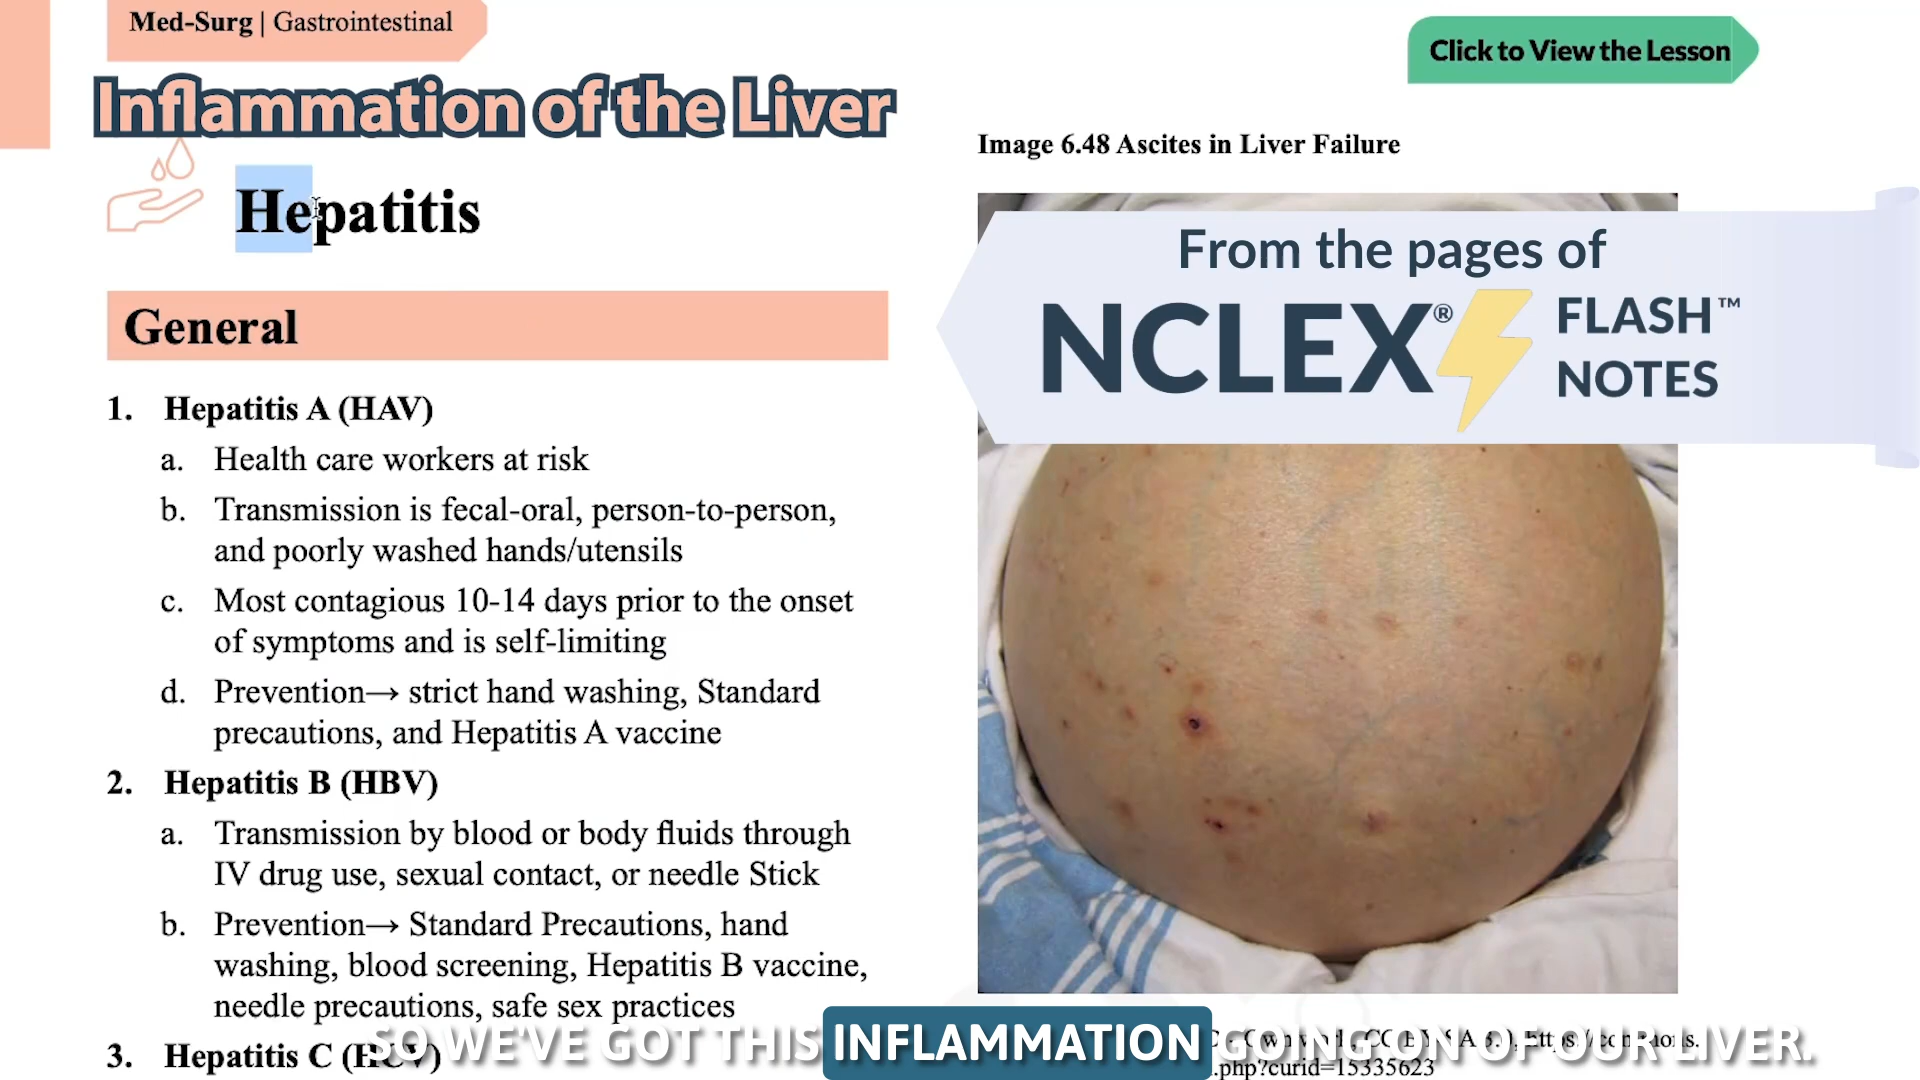 Med-Surg | Gastrointestinal
Click to View the Lesson
Inflammation of the Liver
Hepatitis
General
1. Hepatitis A (HAV)
a. Health care workers at risk
b. Transmission is fecal-oral, person-to-person,
and poorly washed hands/utensils
c. Most contagious 10-14 days prior to the onset
of symptoms and is self-limiting
d. Prevention→ strict hand washing, Standard
precautions, and Hepatitis A vaccine
2. Hepatitis B (HBV)
a. Transmission by blood or body fluids through
IV drug use, sexual contact, or needle Stick
b. Prevention→ Standard Precautions, hand
washing, blood screening, Hepatitis B vaccine,
needle precautions, safe sex practices
3. Hepatitis C (HCV)
Image 6.48 Ascites in Liver Failure
From the pages of
NCLEX® FLASH™
NOTES
.php?curid=15335623
SO WE'VE GOT THIS INFLAMMATION GOING ON OF OUR LIVER.